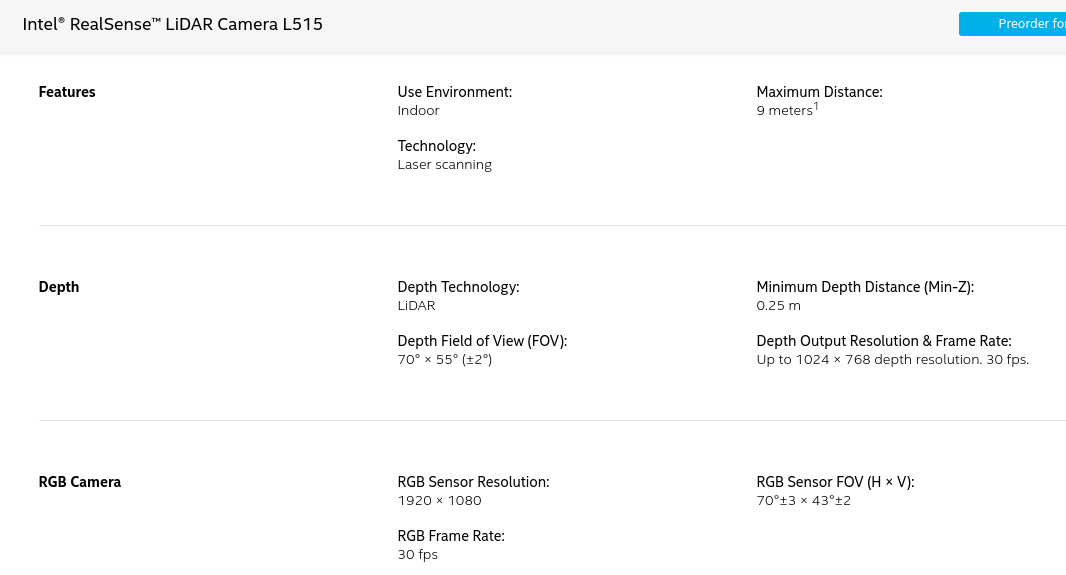 Intel® RealSense™ LiDAR Camera L515
Preorder for
Features
Use Environment:
Indoor
Technology:
Laser scanning
Maximum Distance:
9 meters¹
Depth
Depth Technology:
LiDAR
Depth Field of View (FOV):
70° × 55° (±2°)
Minimum Depth Distance (Min-Z):
0.25 m
Depth Output Resolution & Frame Rate:
Up to 1024 × 768 depth resolution. 30 fps.
RGB Camera
RGB Sensor Resolution:
1920 × 1080
RGB Frame Rate:
30 fps
RGB Sensor FOV (H × V):
70°±3 × 43°±2